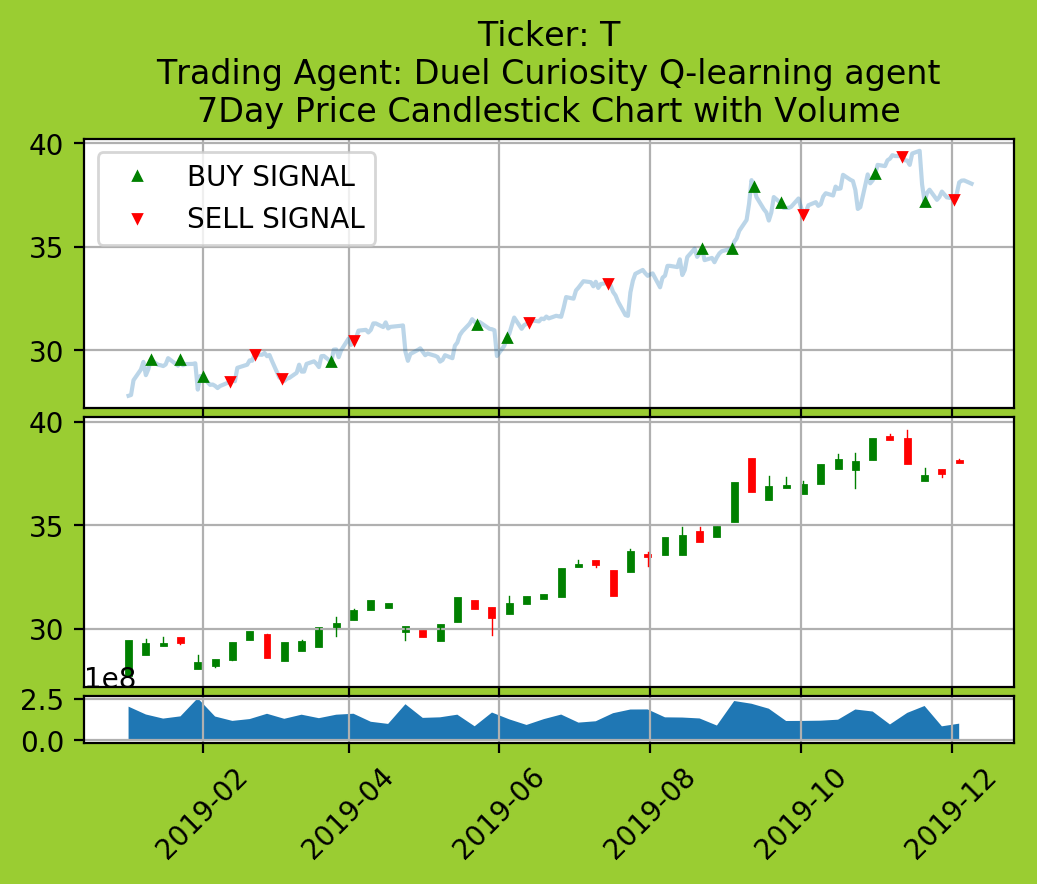 Ticker: T
Trading Agent: Duel Curiosity Q-learning agent
7Day Price Candlestick Chart with Volume
40
BUY SIGNAL
SELL SIGNAL
35
30
40
35
30
1e8
2.5
0.0
2019-02
2019-04
2019-06
2019-08
2019-10
2019-12